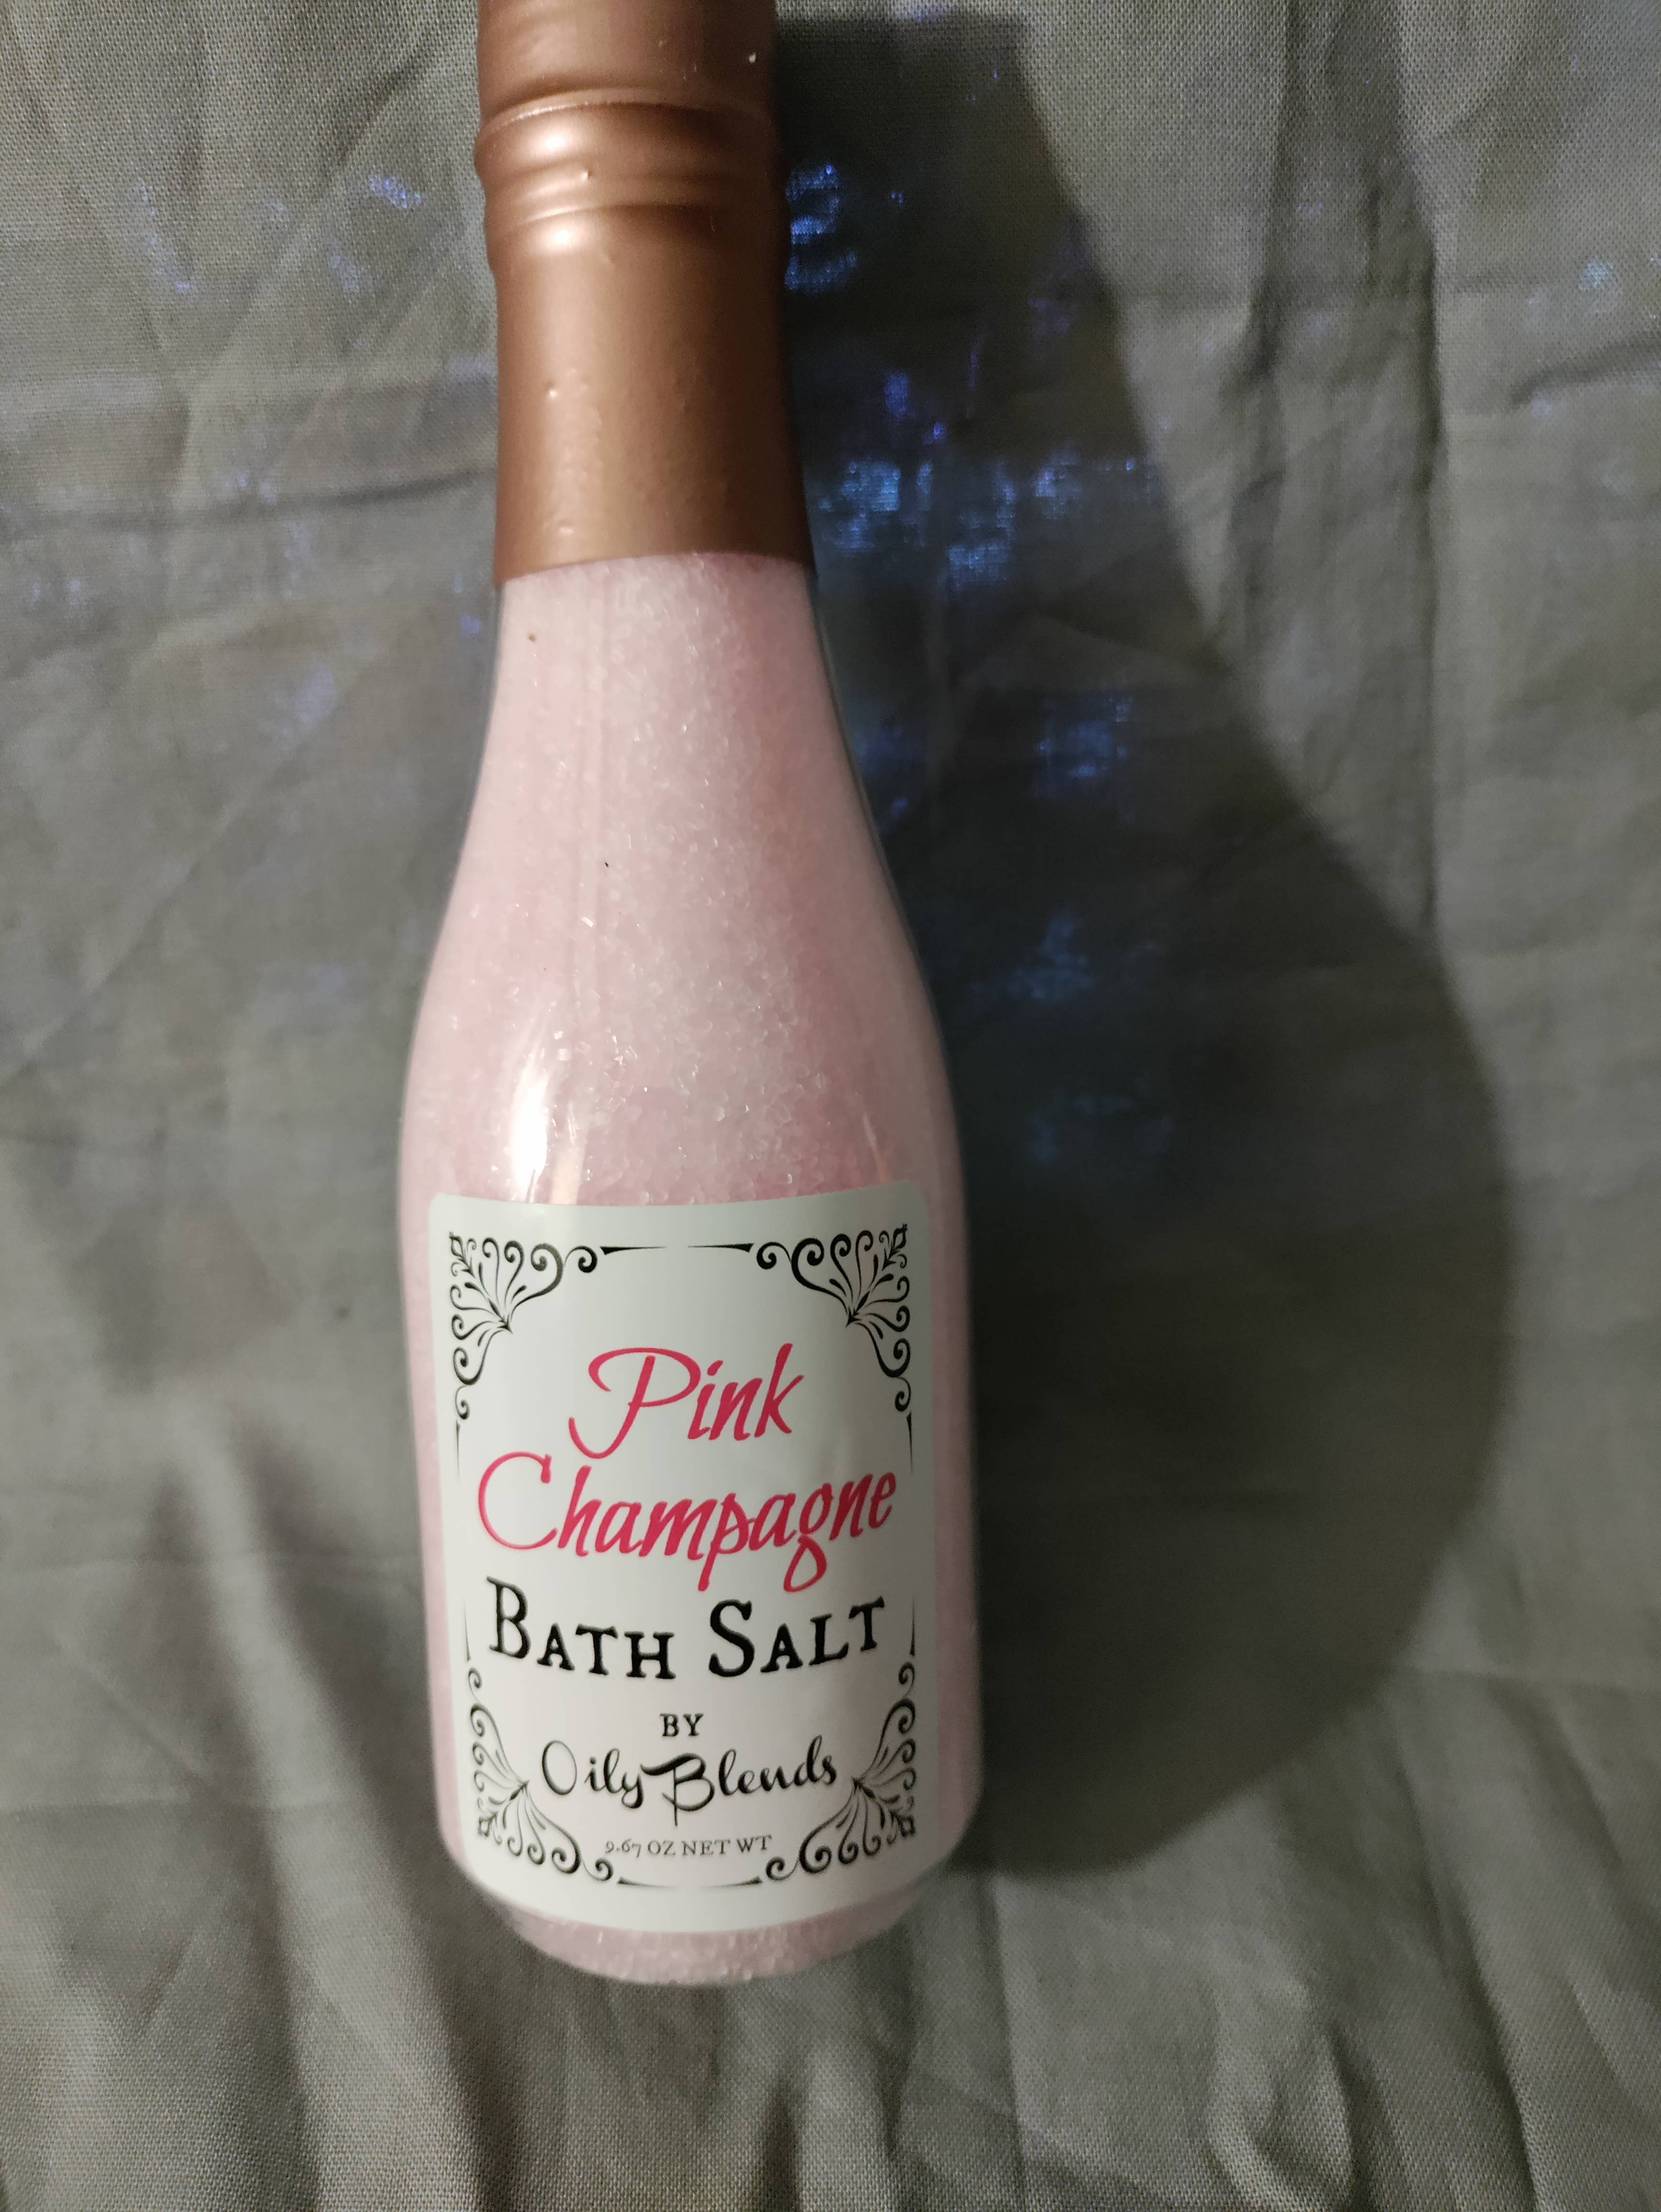 Pink
Champagne
BATH SALT
BY
Oily Blends
9.67 OZ NET WT